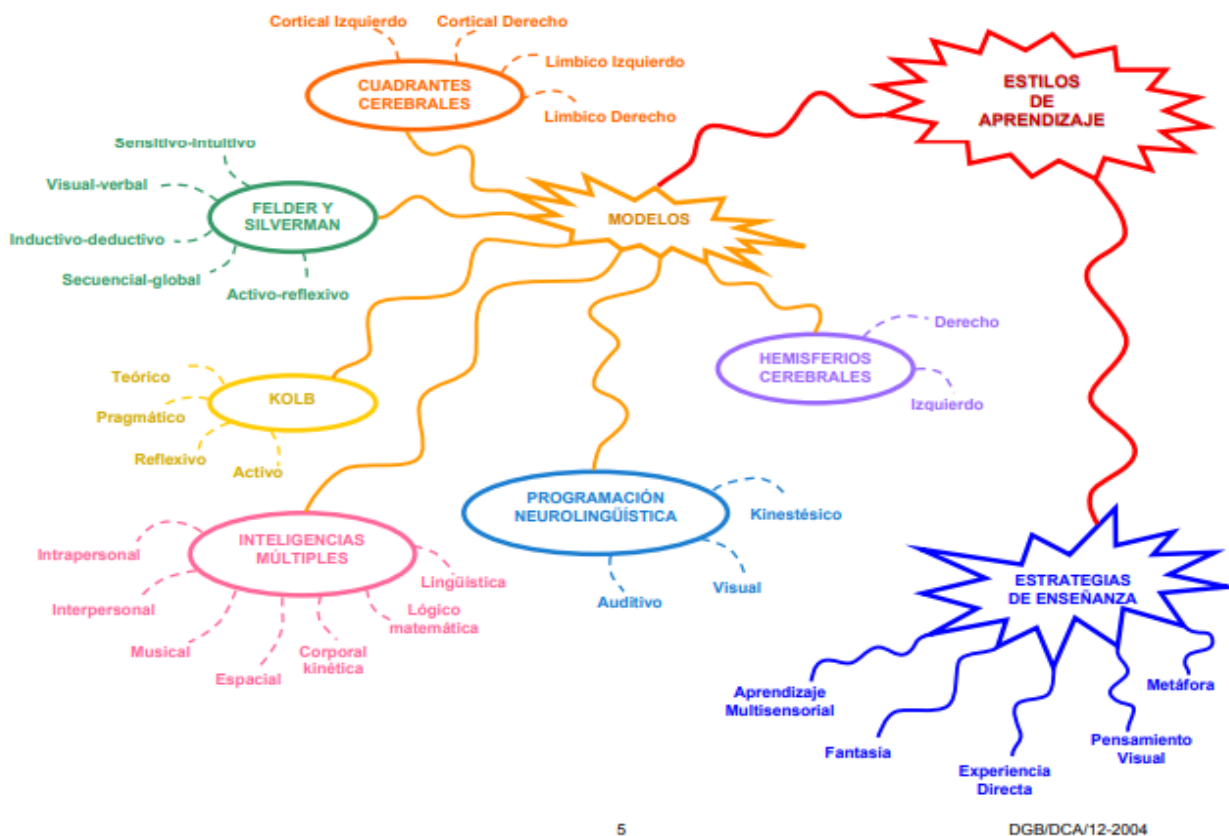 Cortical Izquierdo
Cortical Derecho
Limbico Izquierdo
Limbico Derecho
CUADRANTES
CEREBRALES
ESTILOS
DE
APRENDIZAJE
Sensitivo-Intuitivo
Visual-verbal
Inductivo-deductivo
Secuencial-global
Activo-reflexivo
FELDER Y
SILVERMAN
MODELOS
Derecho
HEMISFERIOS
CEREBRALES
Izquierdo
Teórico
Pragmático
Reflexivo
Activo
KOLB
PROGRAMACIÓN
NEUROLINGÜÍSTICA
Kinestésico
Visual
Auditivo
INTELIGENCIAS
MÚLTIPLES
Intrapersonal
Interpersonal
Musical
Espacial
Corporal
kinética
Lógico
matemática
Lingüística
ESTRATEGIAS
DE ENSEÑANZA
Aprendizaje
Multisensorial
Fantasía
Experiencia
Directa
Pensamiento
Visual
Metáfora
5
DGB/DCA/12-2004